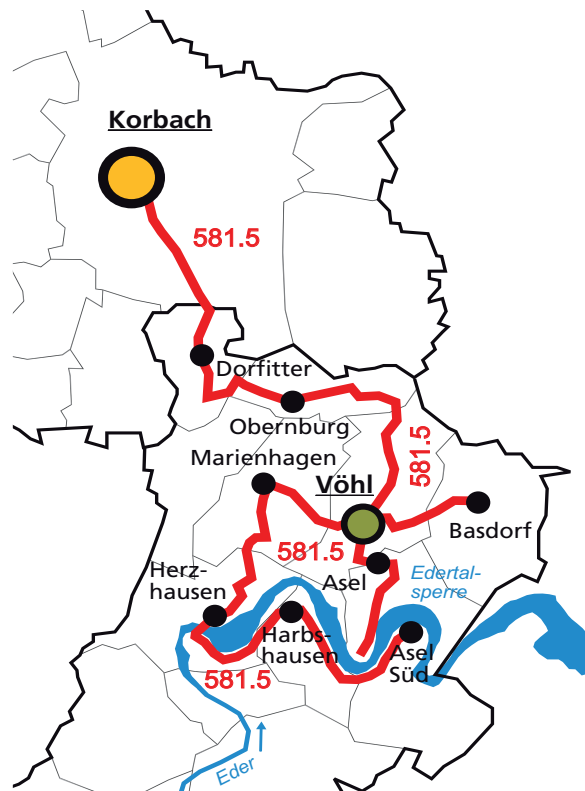 Korbach
581.5
Dorfitter
Obernburg
Marienhagen
581.5
Vöhl
Basdorf
581.5
Asel
Edertal-
sperre
Herz-
hausen
Harbs-
hausen
Asel
Süd
581.5
Eder